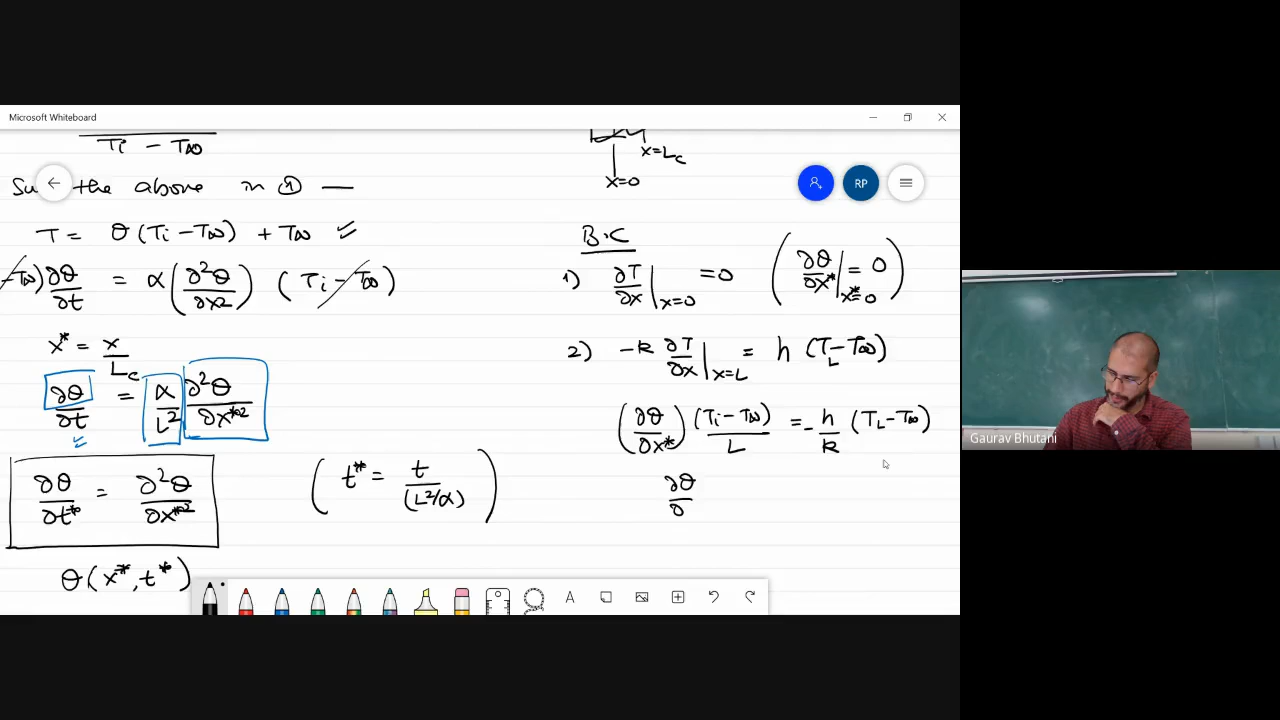 Microsoft Whiteboard
Ti - T∞
x=Lc
x=0
the above in ① —
T = θ (Ti - T∞) + T∞ ✓
- T∞) ∂θ/∂t = α (∂²θ/∂x²) (Ti - T∞)
x* = x/Lc
∂θ/∂t = α/L² ∂²θ/∂x*²
∂θ/∂t* = ∂²θ/∂x*² ( t* = t/(L²/α) )
θ(x*, t*)
B.C
1) ∂T/∂x |x=0 = 0 ( ∂θ/∂x* |x*=0 = 0 )
2) -k ∂T/∂x |x=L = h (TL - T∞)
(∂θ/∂x*) (Ti - T∞)/L = - h/k (TL - T∞)
∂θ/∂
RP
Gaurav Bhutani